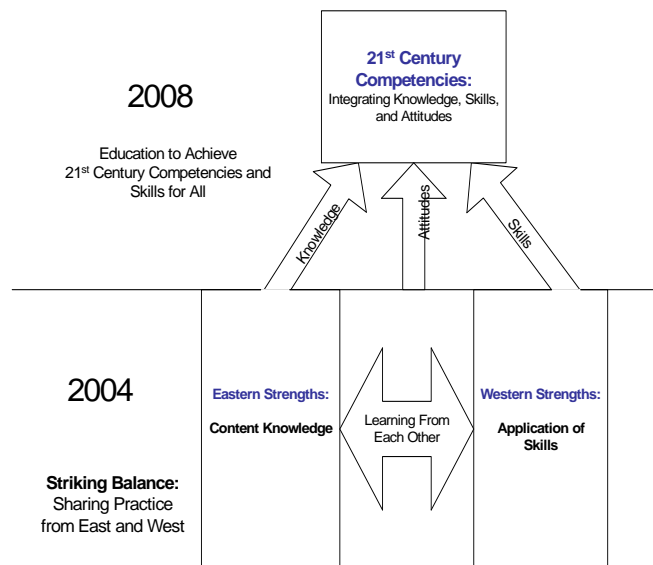 21st Century
Competencies:
Integrating Knowledge, Skills,
and Attitudes
2008
Education to Achieve
21st Century Competencies and
Skills for All
Knowledge
Attitudes
Skills
2004
Striking Balance:
Sharing Practice
from East and West
Eastern Strengths:
Content Knowledge
Learning From
Each Other
Western Strengths:
Application of
Skills